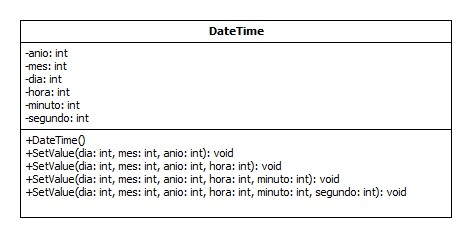 DateTime
-anio: int
-mes: int
-dia: int
-hora: int
-minuto: int
-segundo: int
+DateTime()
+SetValue(dia: int, mes: int, anio: int): void
+SetValue(dia: int, mes: int, anio: int, hora: int): void
+SetValue(dia: int, mes: int, anio: int, hora: int, minuto: int): void
+SetValue(dia: int, mes: int, anio: int, hora: int, minuto: int, segundo: int): void